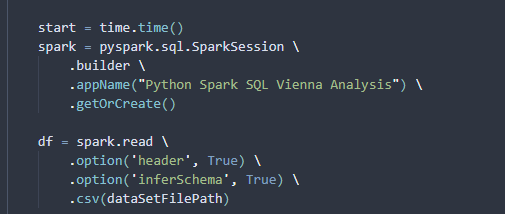 start = time.time()
spark = pyspark.sql.SparkSession \
    .builder \
    .appName("Python Spark SQL Vienna Analysis") \
    .getOrCreate()

df = spark.read \
    .option('header', True) \
    .option('inferSchema', True) \
    .csv(dataSetFilePath)